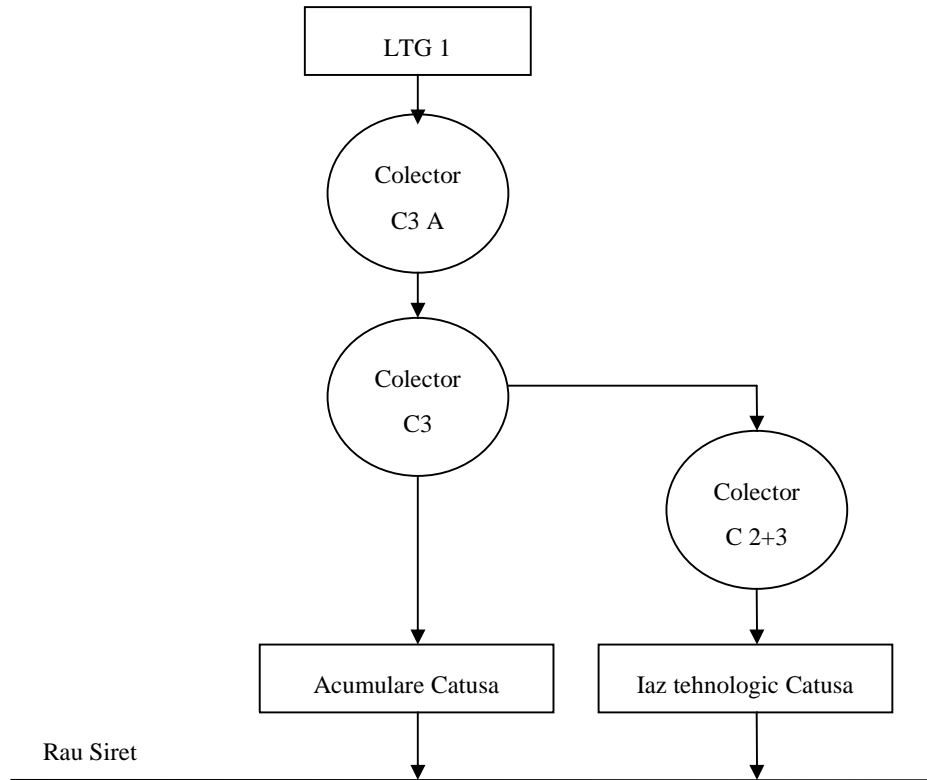 LTG 1
Colector
C3 A
Colector
C3
Colector
C 2+3
Acumulare Catusa
Iaz tehnologic Catusa
Rau Siret